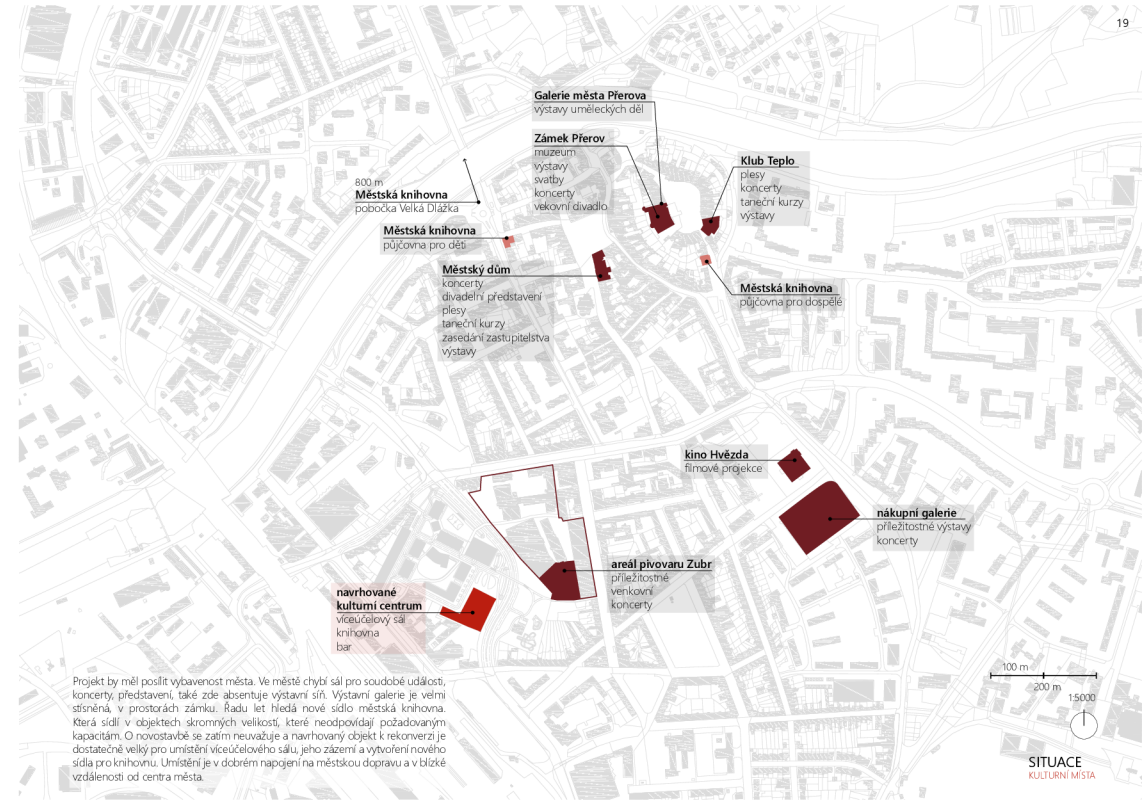 19
Galerie města Přerova
výstavy uměleckých děl
Zámek Přerov
muzeum
výstavy
svatby
koncerty
vekovní divadlo
Klub Teplo
plesy
koncerty
taneční kurzy
výstavy
800 m
Městská knihovna
pobočka Velká Dlážka
Městská knihovna
půjčovna pro děti
Městský dům
koncerty
divadelní představení
plesy
taneční kurzy
zasedání zastupitelstva
výstavy
Městská knihovna
půjčovna pro dospělé
kino Hvězda
filmové projekce
nákupní galerie
příležitostné výstavy
koncerty
areál pivovaru Zubr
příležitostné
venkovní
koncerty
navrhované
kulturní centrum
víceúčelový sál
knihovna
bar
Projekt by měl posílit vybavenost města. Ve městě chybí sál pro soudobé události,
koncerty, představení, také zde absentuje výstavní síň. Výstavní galerie je velmi
stísněná, v prostorách zámku. Řadu let hledá nové sídlo městská knihovna.
Která sídlí v objektech skromných velikostí, které neodpovídají požadovaným
kapacitám. O novostavbě se zatím neuvažuje a navrhovaný objekt k rekonverzi je
dostatečně velký pro umístění víceúčelového sálu, jeho zázemí a vytvoření nového
sídla pro knihovnu. Umístění je v dobrém napojení na městskou dopravu a v blízké
vzdálenosti od centra města.
100 m
200 m
1:5000
SITUACE
KULTURNÍ MÍSTA